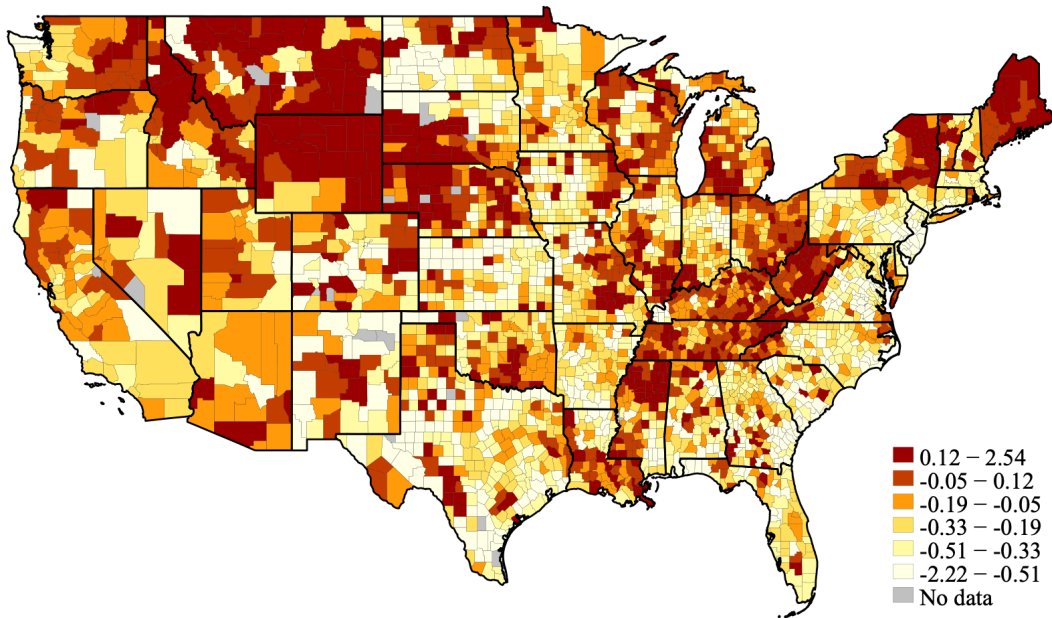 0.12 − 2.54
-0.05 − 0.12
-0.19 − -0.05
-0.33 − -0.19
-0.51 − -0.33
-2.22 − -0.51
No data